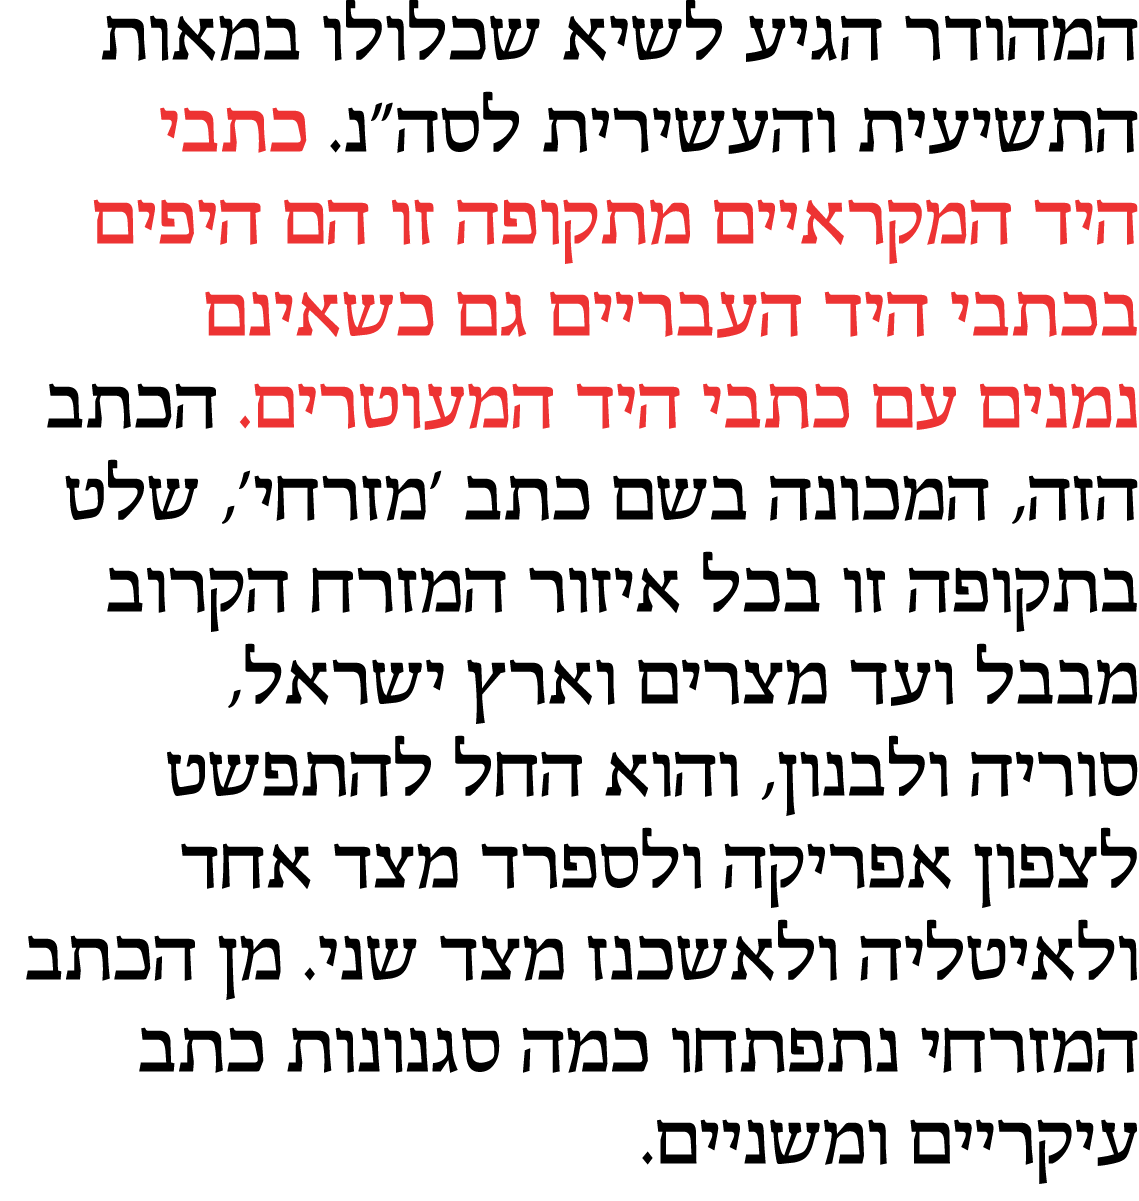 המהודר הגיע לשיא שכלולו במאות
התשיעית והעשירית לסה״נ. כתבי
היד המקראיים מתקופה זו הם היפים
בכתבי היד העבריים גם כשאינם
נמנים עם כתבי היד המעוטרים. הכתב
הזה, המכונה בשם כתב ׳מזרחי׳, שלט
בתקופה זו בכל איזור המזרח הקרוב
מבבל ועד מצרים וארץ ישראל,
סוריה ולבנון, והוא החל להתפשט
לצפון אפריקה ולספרד מצד אחד
ולאיטליה ולאשכנז מצד שני. מן הכתב
המזרחי נתפתחו כמה סגנונות כתב
עיקריים ומשניים.